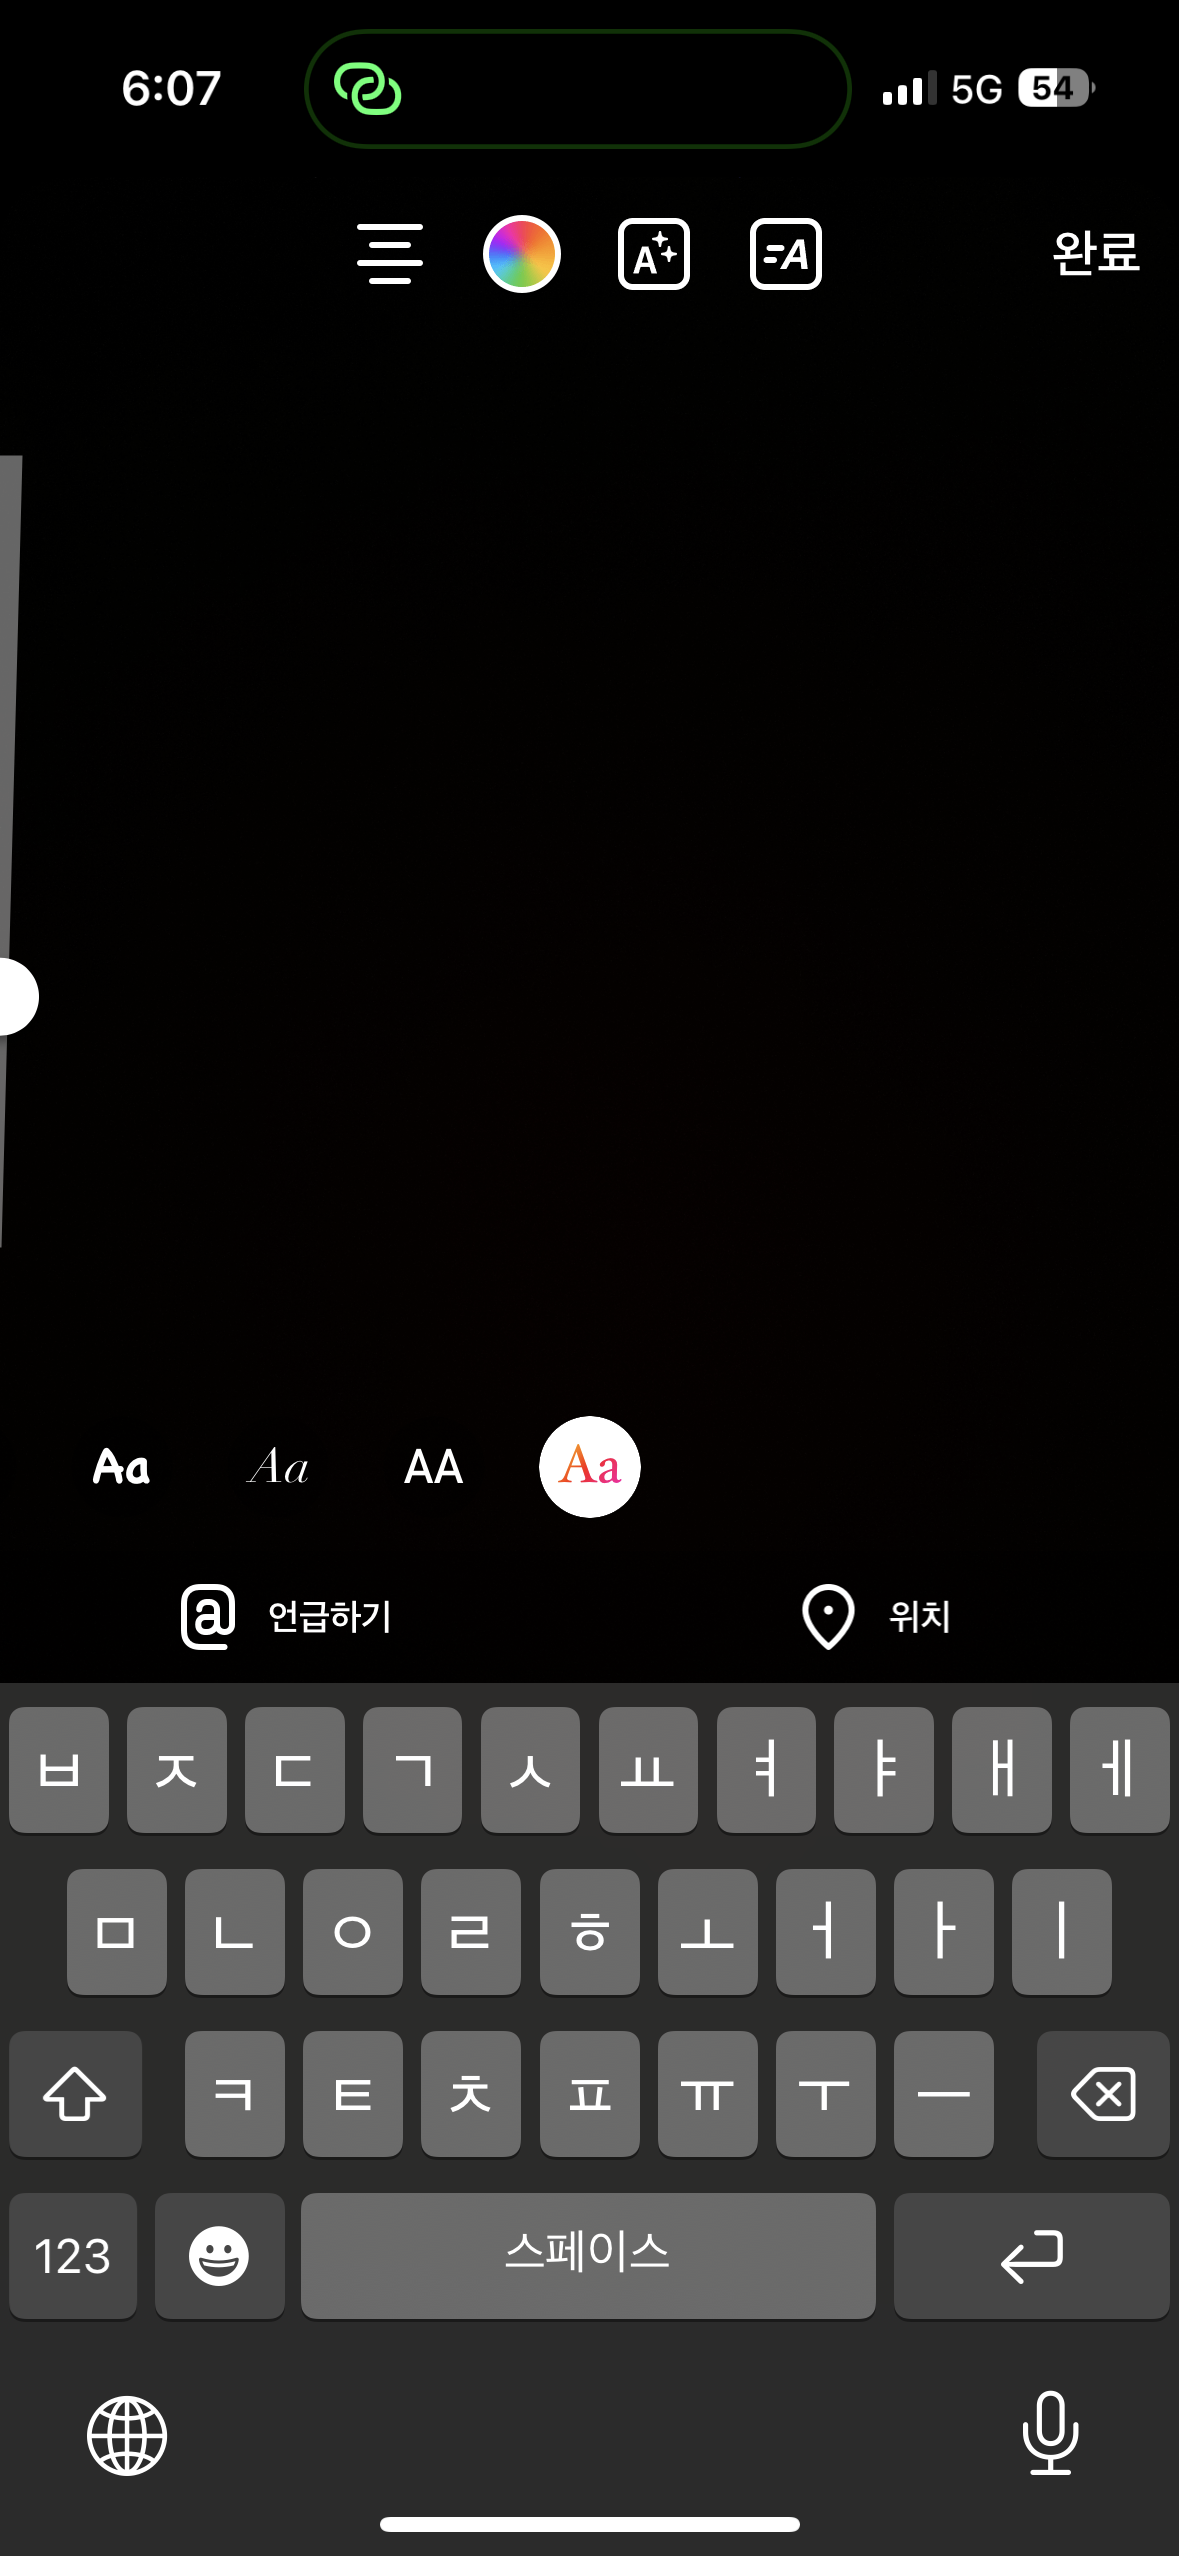 6:07 5G 54
A A 완료
Aa Aa AA Aa
@ 언급하기 위치
ㅂ ㅈ ㄷ ㄱ ㅅ ㅛ ㅕ ㅑ ㅐ ㅔ
ㅁ ㄴ ㅇ ㄹ ㅎ ㅗ ㅓ ㅏ ㅣ
ㅋ ㅌ ㅊ ㅍ ㅠ ㅜ ㅡ
123 스페이스